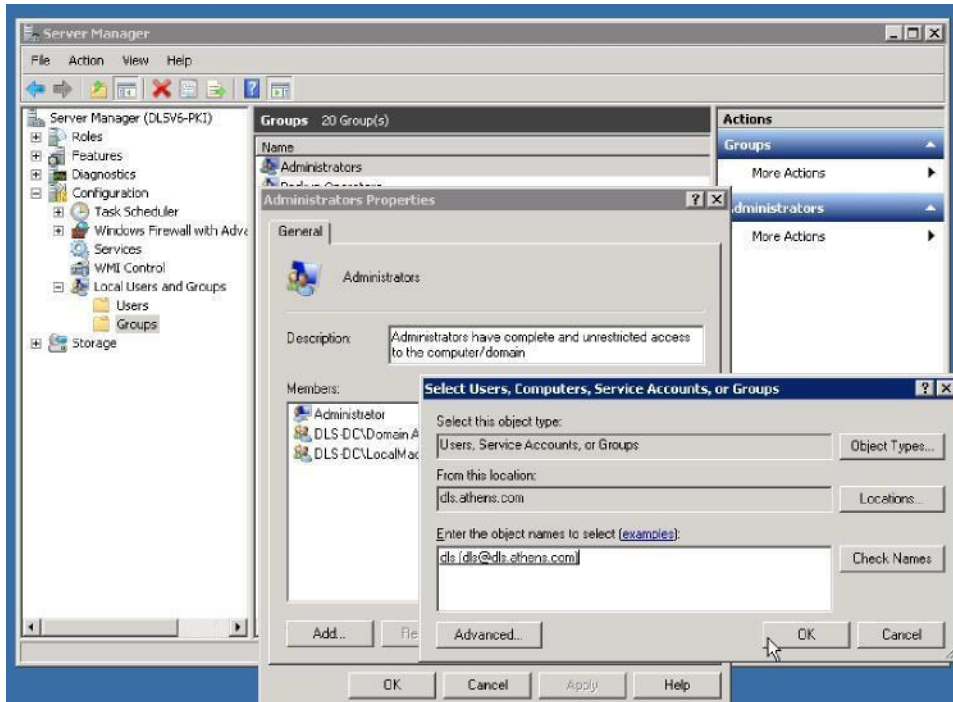 Server Manager
File Action View Help
Server Manager (DLSV6-PKI)
Roles
Features
Diagnostics
Configuration
Task Scheduler
Windows Firewall with Adva
Services
WMI Control
Local Users and Groups
Users
Groups
Storage
Groups 20 Group(s)
Name
Administrators
Backup Operators
Actions
Groups
More Actions
Administrators
More Actions
Administrators Properties
General
Administrators
Description:
Administrators have complete and unrestricted access
to the computer/domain
Members:
Administrator
DLS-DC\Domain A
DLS-DC\LocalMac
Add...
Re
OK
Cancel
Apply
Help
Select Users, Computers, Service Accounts, or Groups
Select this object type:
Users, Service Accounts, or Groups
Object Types...
From this location:
dls.athens.com
Locations...
Enter the object names to select (examples):
dls (dls@dls.athens.com)
Check Names
Advanced...
OK
Cancel